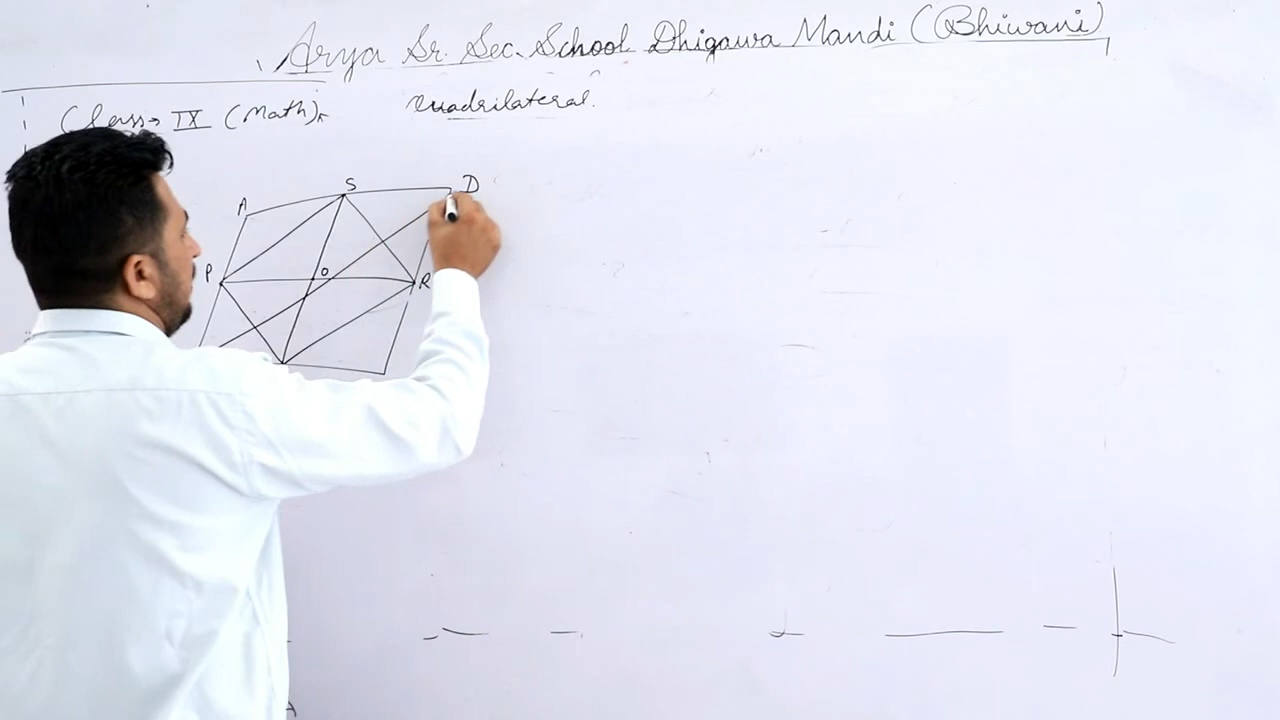 Arya Sr. Sec. School Dhigawa Mandi (Bhiwani)
Class → IX (Math)
Quadrilateral.
S D
A
P O R